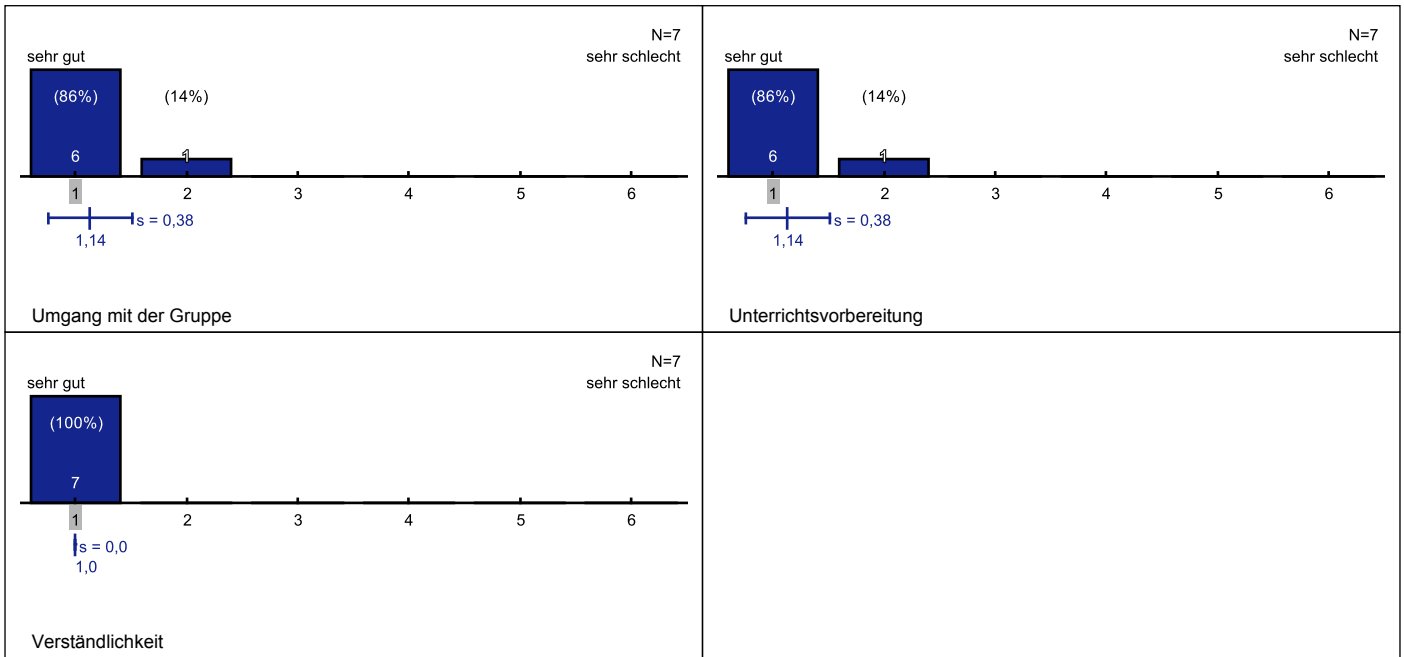 N=7
sehr gut sehr schlecht
(86%) (14%)
6 1
1 2 3 4 5 6
s = 0,38
1,14
Umgang mit der Gruppe
N=7
sehr gut sehr schlecht
(86%) (14%)
6 1
1 2 3 4 5 6
s = 0,38
1,14
Unterrichtsvorbereitung
N=7
sehr gut sehr schlecht
(100%)
7
1 2 3 4 5 6
s = 0,0
1,0
Verständlichkeit